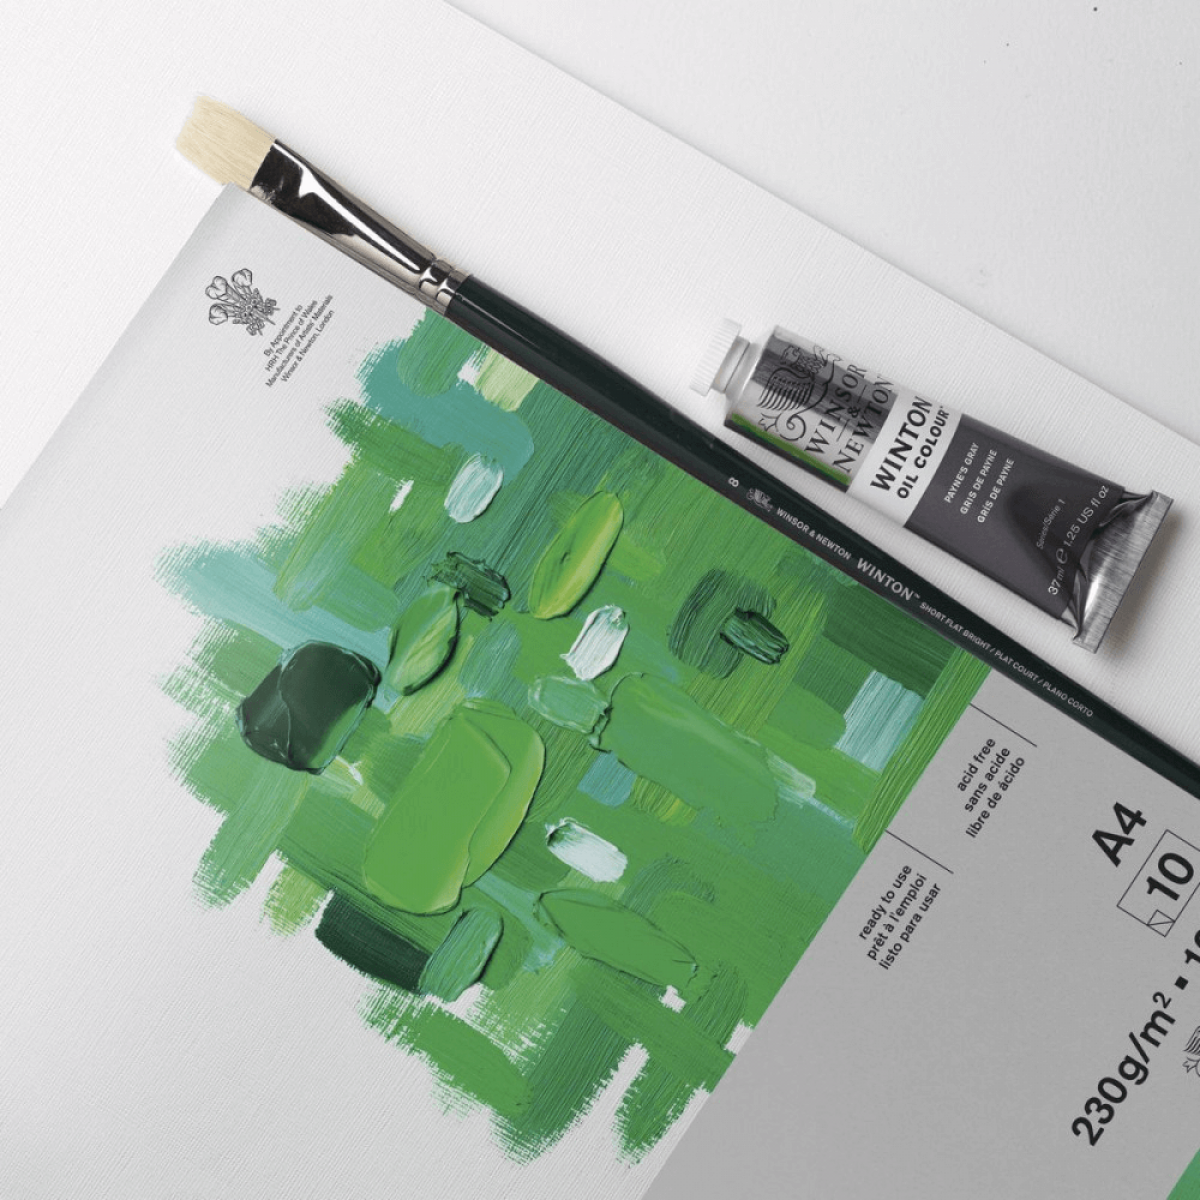 By Appointment to
HRH The Prince of Wales
Manufacturers of Artists' Materials
Winsor & Newton, London
WINSOR
&
NEWTON
WINTON
OIL COLOUR™
PAYNE'S GRAY
GRIS DE PAYNE
GRIS DE PAYNE
Series/Série 1
37ml ℮ 1.25 US fl oz
8 WINSOR & NEWTON WINTON™ SHORT FLAT BRIGHT / PLAT COURT / PLANO CORTO
acid free
sans acide
libre de ácido
ready to use
prêt à l'emploi
listo para usar
A4
10
230g/m² ▪